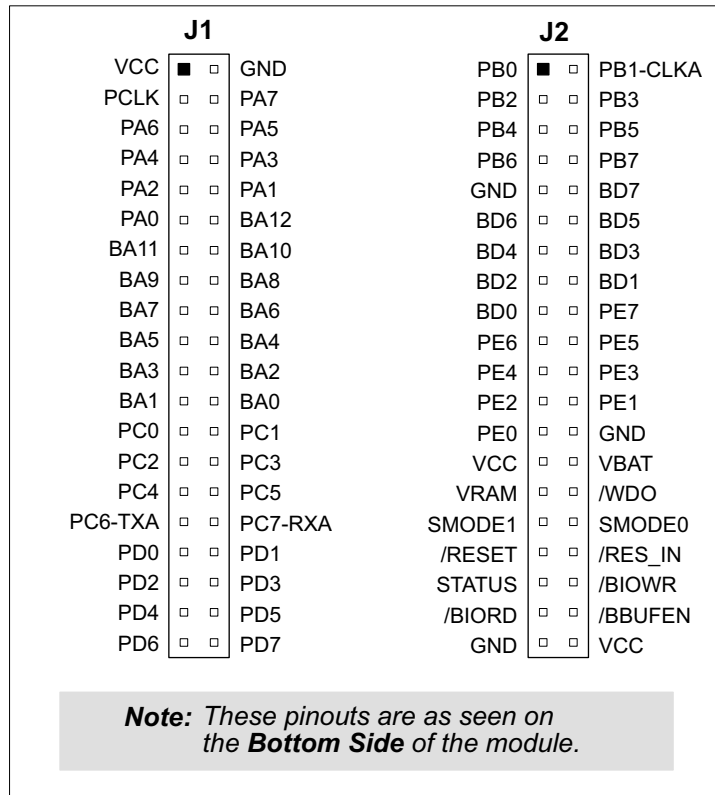 J1 J2
VCC GND PB0 PB1-CLKA
PCLK PA7 PB2 PB3
PA6 PA5 PB4 PB5
PA4 PA3 PB6 PB7
PA2 PA1 GND BD7
PA0 BA12 BD6 BD5
BA11 BA10 BD4 BD3
BA9 BA8 BD2 BD1
BA7 BA6 BD0 PE7
BA5 BA4 PE6 PE5
BA3 BA2 PE4 PE3
BA1 BA0 PE2 PE1
PC0 PC1 PE0 GND
PC2 PC3 VCC VBAT
PC4 PC5 VRAM /WDO
PC6-TXA PC7-RXA SMODE1 SMODE0
PD0 PD1 /RESET /RES_IN
PD2 PD3 STATUS /BIOWR
PD4 PD5 /BIORD /BBUFEN
PD6 PD7 GND VCC
Note: These pinouts are as seen on
the Bottom Side of the module.